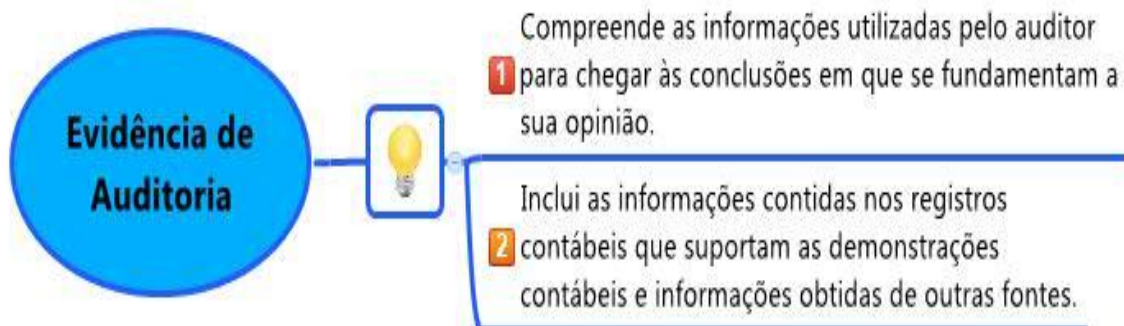 Evidência de
Auditoria
Compreende as informações utilizadas pelo auditor
1 para chegar às conclusões em que se fundamentam a
sua opinião.
Inclui as informações contidas nos registros
2 contábeis que suportam as demonstrações
contábeis e informações obtidas de outras fontes.